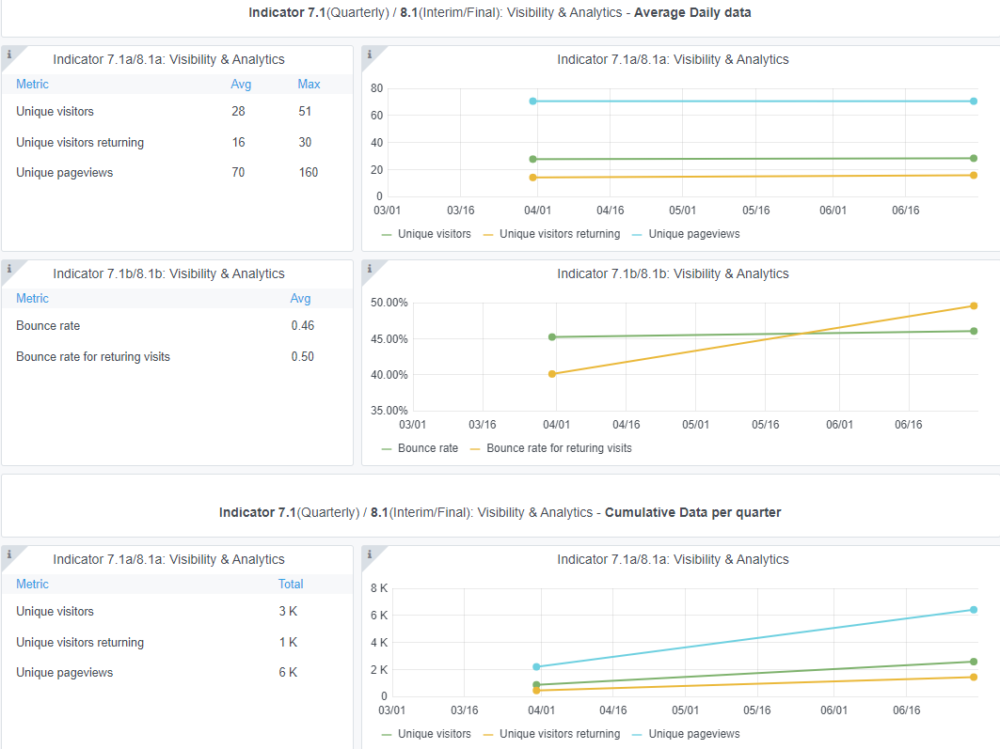 Indicator 7.1(Quarterly) / 8.1(Interim/Final): Visibility & Analytics - Average Daily data
Indicator 7.1a/8.1a: Visibility & Analytics
Metric Avg Max
Unique visitors 28 51
Unique visitors returning 16 30
Unique pageviews 70 160
Indicator 7.1a/8.1a: Visibility & Analytics
80
60
40
20
0
03/01 03/16 04/01 04/16 05/01 05/16 06/01 06/16
Unique visitors Unique visitors returning Unique pageviews
Indicator 7.1b/8.1b: Visibility & Analytics
Metric Avg
Bounce rate 0.46
Bounce rate for returing visits 0.50
Indicator 7.1b/8.1b: Visibility & Analytics
50.00%
45.00%
40.00%
35.00%
03/01 03/16 04/01 04/16 05/01 05/16 06/01 06/16
Bounce rate Bounce rate for returing visits
Indicator 7.1(Quarterly) / 8.1(Interim/Final): Visibility & Analytics - Cumulative Data per quarter
Indicator 7.1a/8.1a: Visibility & Analytics
Metric Total
Unique visitors 3 K
Unique visitors returning 1 K
Unique pageviews 6 K
Indicator 7.1a/8.1a: Visibility & Analytics
8 K
6 K
4 K
2 K
0
03/01 03/16 04/01 04/16 05/01 05/16 06/01 06/16
Unique visitors Unique visitors returning Unique pageviews